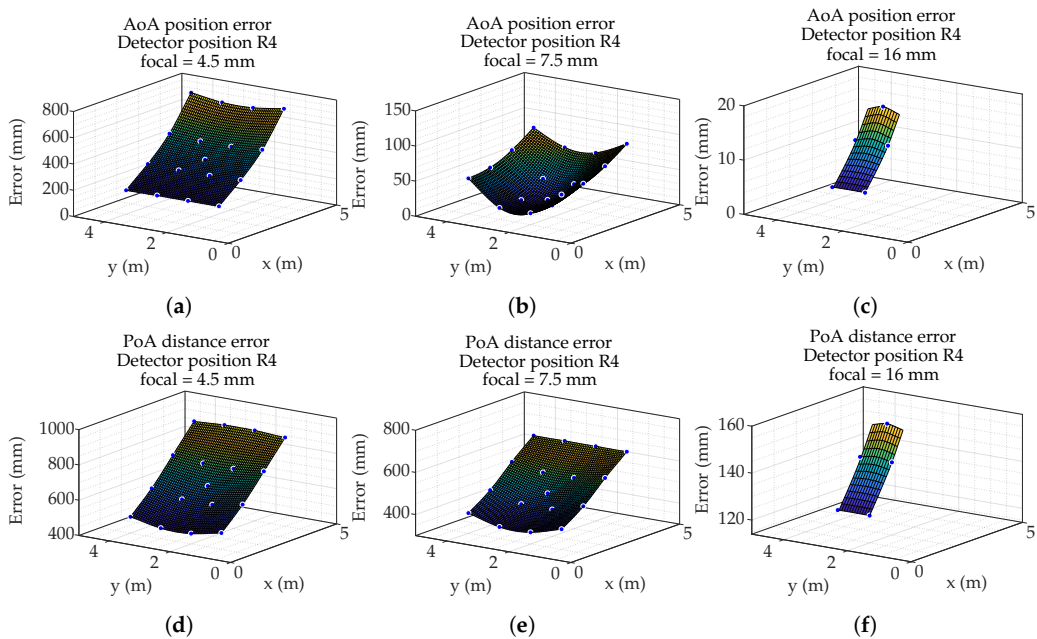 AoA position error
Detector position R4
focal = 4.5 mm
800
600
400
200
0
Error (mm)
4
2
0
y (m)
0
5
x (m)
(a)
AoA position error
Detector position R4
focal = 7.5 mm
150
100
50
0
Error (mm)
4
2
0
y (m)
0
5
x (m)
(b)
AoA position error
Detector position R4
focal = 16 mm
20
10
0
Error (mm)
4
2
0
y (m)
0
5
x (m)
(c)
PoA distance error
Detector position R4
focal = 4.5 mm
1000
800
600
400
Error (mm)
4
2
0
y (m)
0
5
x (m)
(d)
PoA distance error
Detector position R4
focal = 7.5 mm
800
600
400
Error (mm)
4
2
0
y (m)
0
5
x (m)
(e)
PoA distance error
Detector position R4
focal = 16 mm
160
140
120
Error (mm)
4
2
0
y (m)
0
5
x (m)
(f)